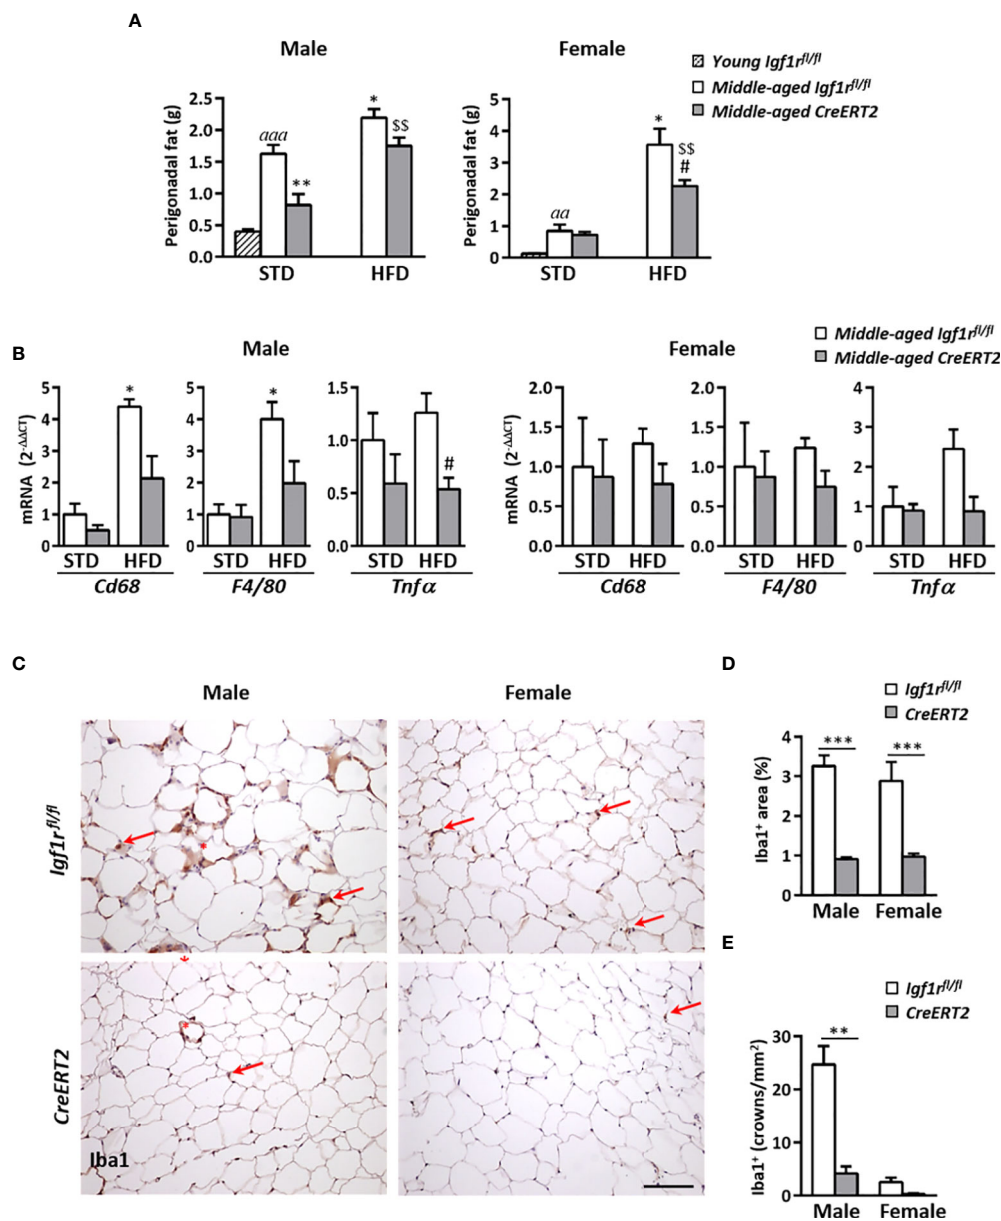 A
Male
Female
Young Igf1r^fl/fl
Middle-aged Igf1r^fl/fl
Middle-aged CreERT2
Perigonadal fat (g)
2.5
2.0
1.5
1.0
0.5
0.0
aaa
**
*
$$
STD
HFD
Perigonadal fat (g)
5
4
3
2
1
0
aa
*
$$
#
STD
HFD
B
Male
Female
Middle-aged Igf1r^fl/fl
Middle-aged CreERT2
mRNA (2^-ΔΔCT)
5
4
3
2
1
0
*
STD HFD
Cd68
5
4
3
2
1
0
*
STD HFD
F4/80
1.5
1.0
0.5
0.0
#
STD HFD
Tnfα
mRNA (2^-ΔΔCT)
2.0
1.5
1.0
0.5
0.0
STD HFD
Cd68
2.0
1.5
1.0
0.5
0.0
STD HFD
F4/80
4
3
2
1
0
STD HFD
Tnfα
C
Male
Female
Igf1r^fl/fl
CreERT2
*
*
*
Iba1
D
Igf1r^fl/fl
CreERT2
Iba1⁺ area (%)
4
3
2
1
0
***
***
Male Female
E
Igf1r^fl/fl
CreERT2
Iba1⁺ (crowns/mm²)
30
20
10
0
**
Male Female